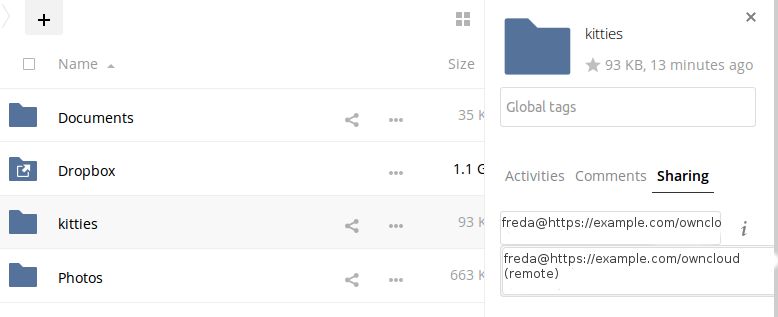 +
Name
Size
Documents
35 K
Dropbox
1.1 G
kitties
93 K
Photos
663 K
kitties
93 KB, 13 minutes ago
Global tags
Activities Comments Sharing
freda@https://example.com/ownclo
i
freda@https://example.com/owncloud
(remote)